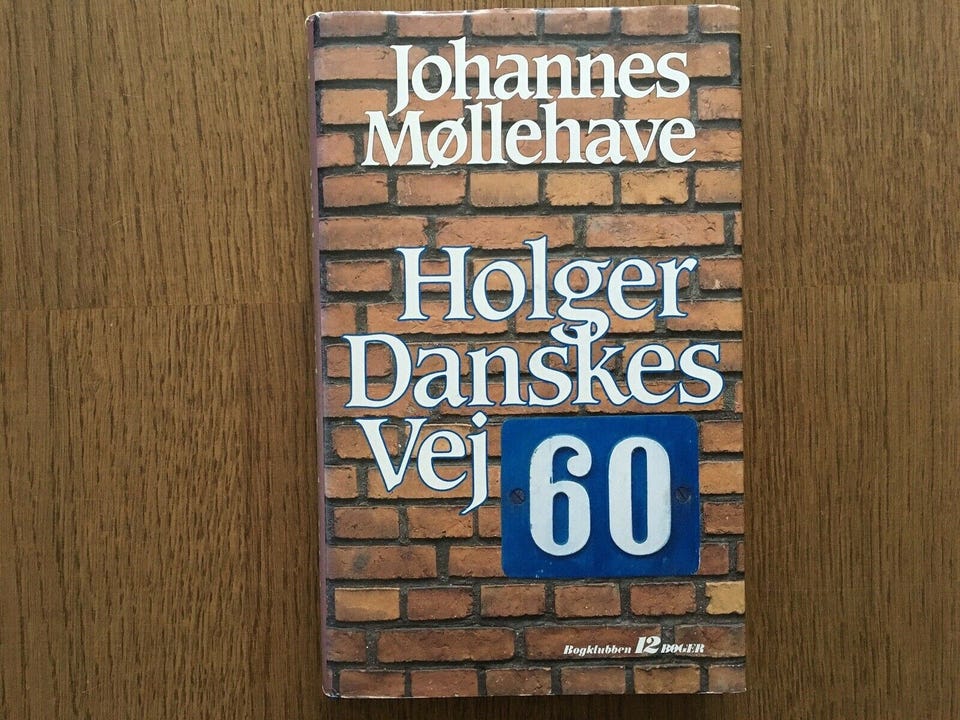 Johannes
Møllehave
Holger
Danskes
Vej 60
Bogklubben 12 BØGER